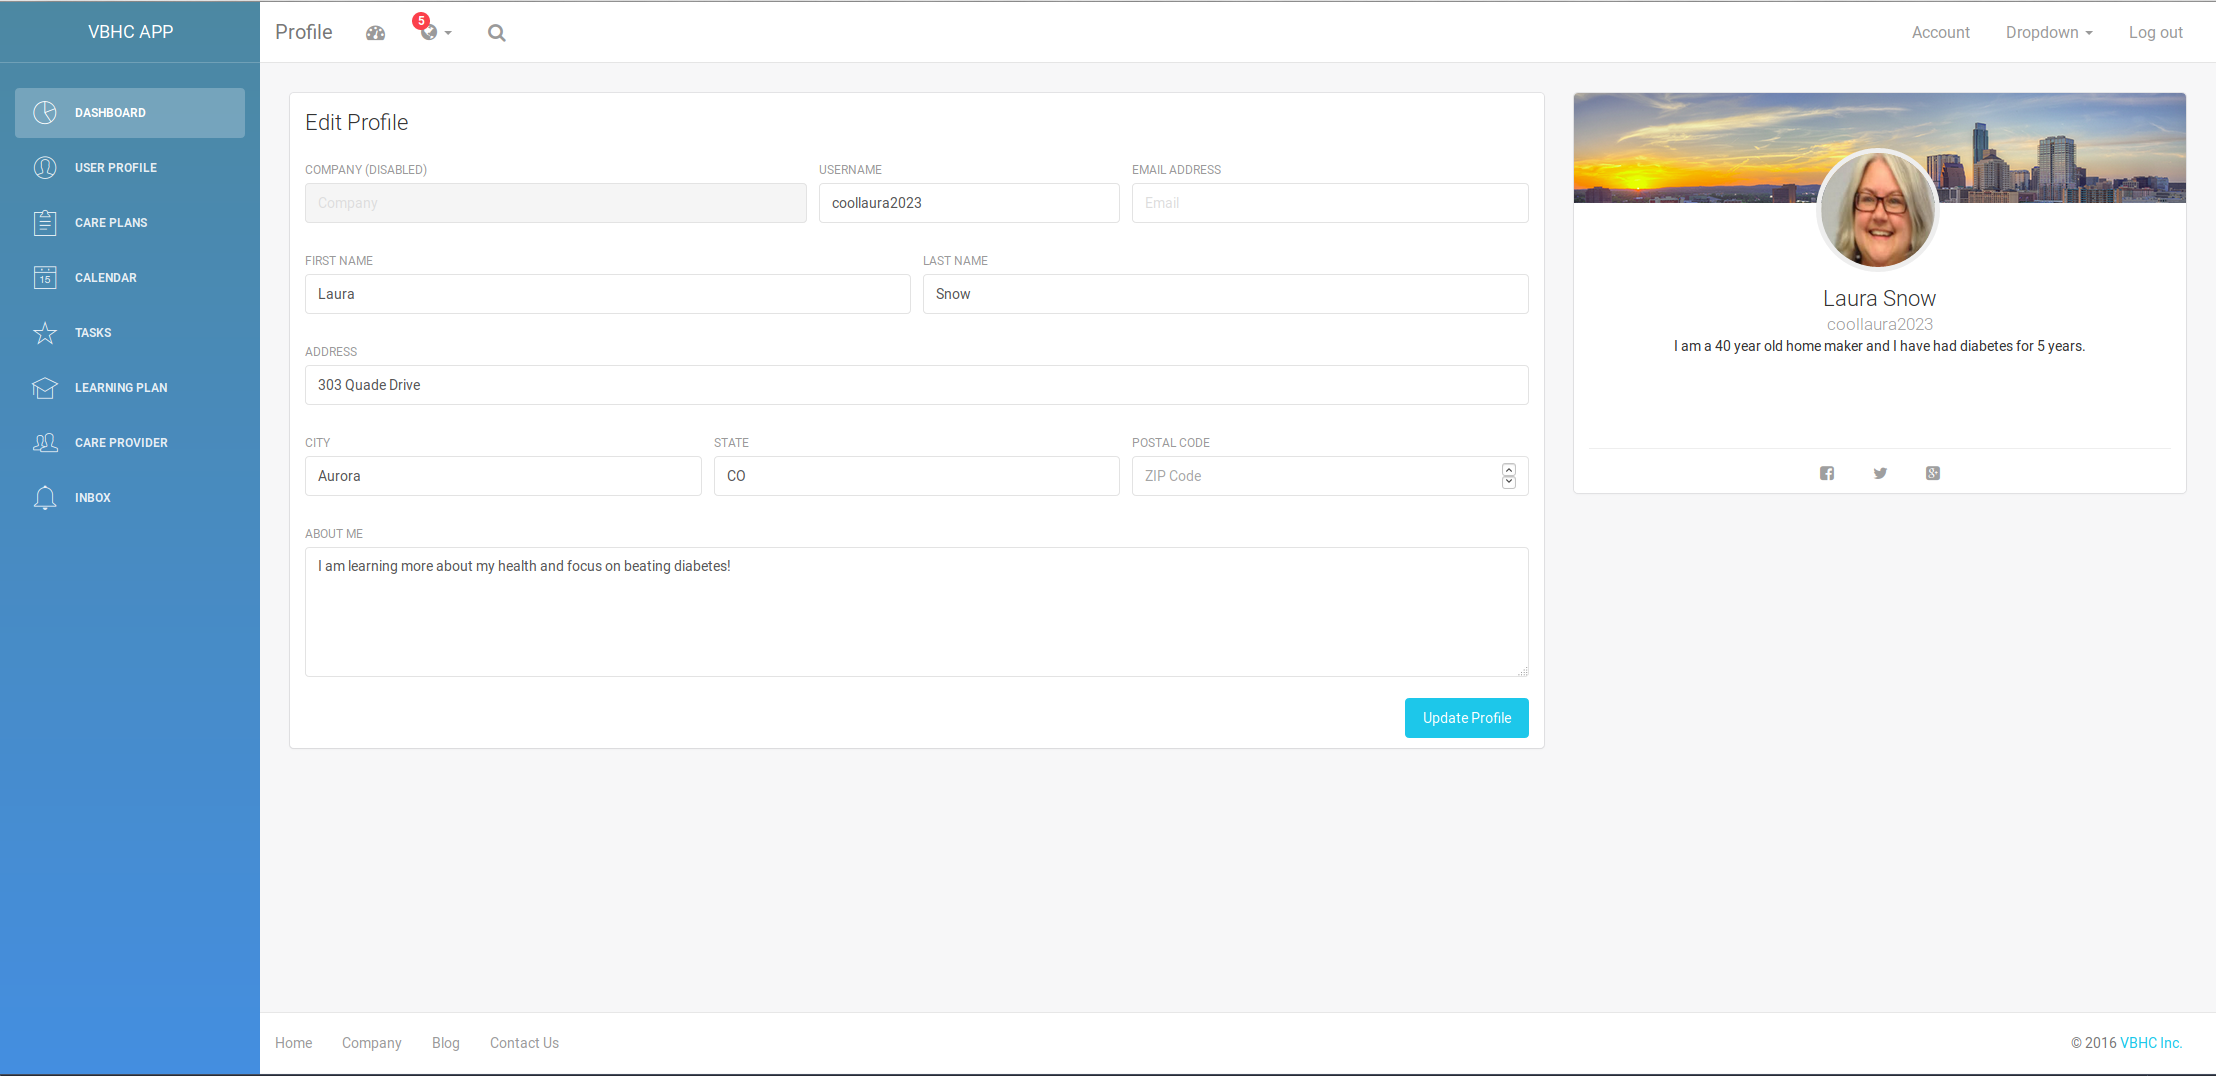 VBHC APP
Profile
5
Account
Dropdown
Log out
DASHBOARD
USER PROFILE
CARE PLANS
15
CALENDAR
TASKS
LEARNING PLAN
CARE PROVIDER
INBOX
Edit Profile
COMPANY (DISABLED)
USERNAME
EMAIL ADDRESS
Company
coollaura2023
Email
FIRST NAME
LAST NAME
Laura
Snow
ADDRESS
303 Quade Drive
CITY
STATE
POSTAL CODE
Aurora
CO
ZIP Code
ABOUT ME
I am learning more about my health and focus on beating diabetes!
Update Profile
Laura Snow
coollaura2023
I am a 40 year old home maker and I have had diabetes for 5 years.
Home
Company
Blog
Contact Us
© 2016 VBHC Inc.